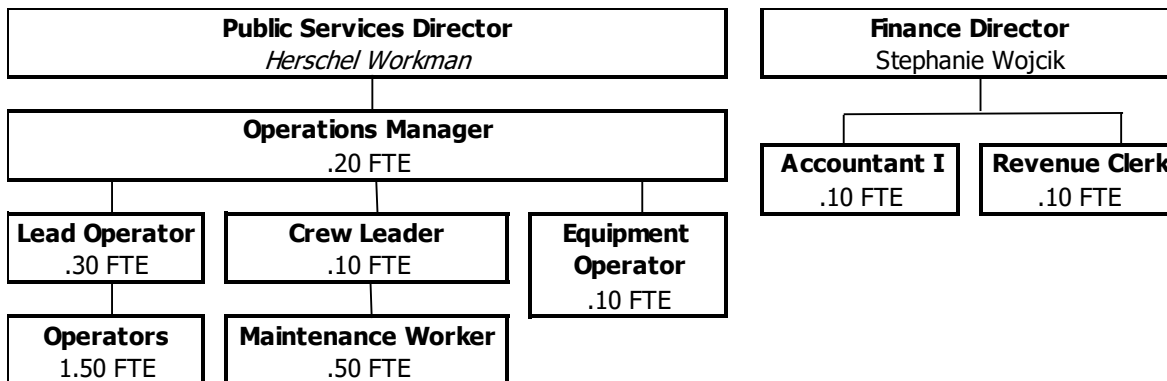 Public Services Director
Herschel Workman
Operations Manager
.20 FTE
Lead Operator
.30 FTE
Operators
1.50 FTE
Crew Leader
.10 FTE
Maintenance Worker
.50 FTE
Equipment
Operator
.10 FTE
Finance Director
Stephanie Wojcik
Accountant I
.10 FTE
Revenue Clerk
.10 FTE